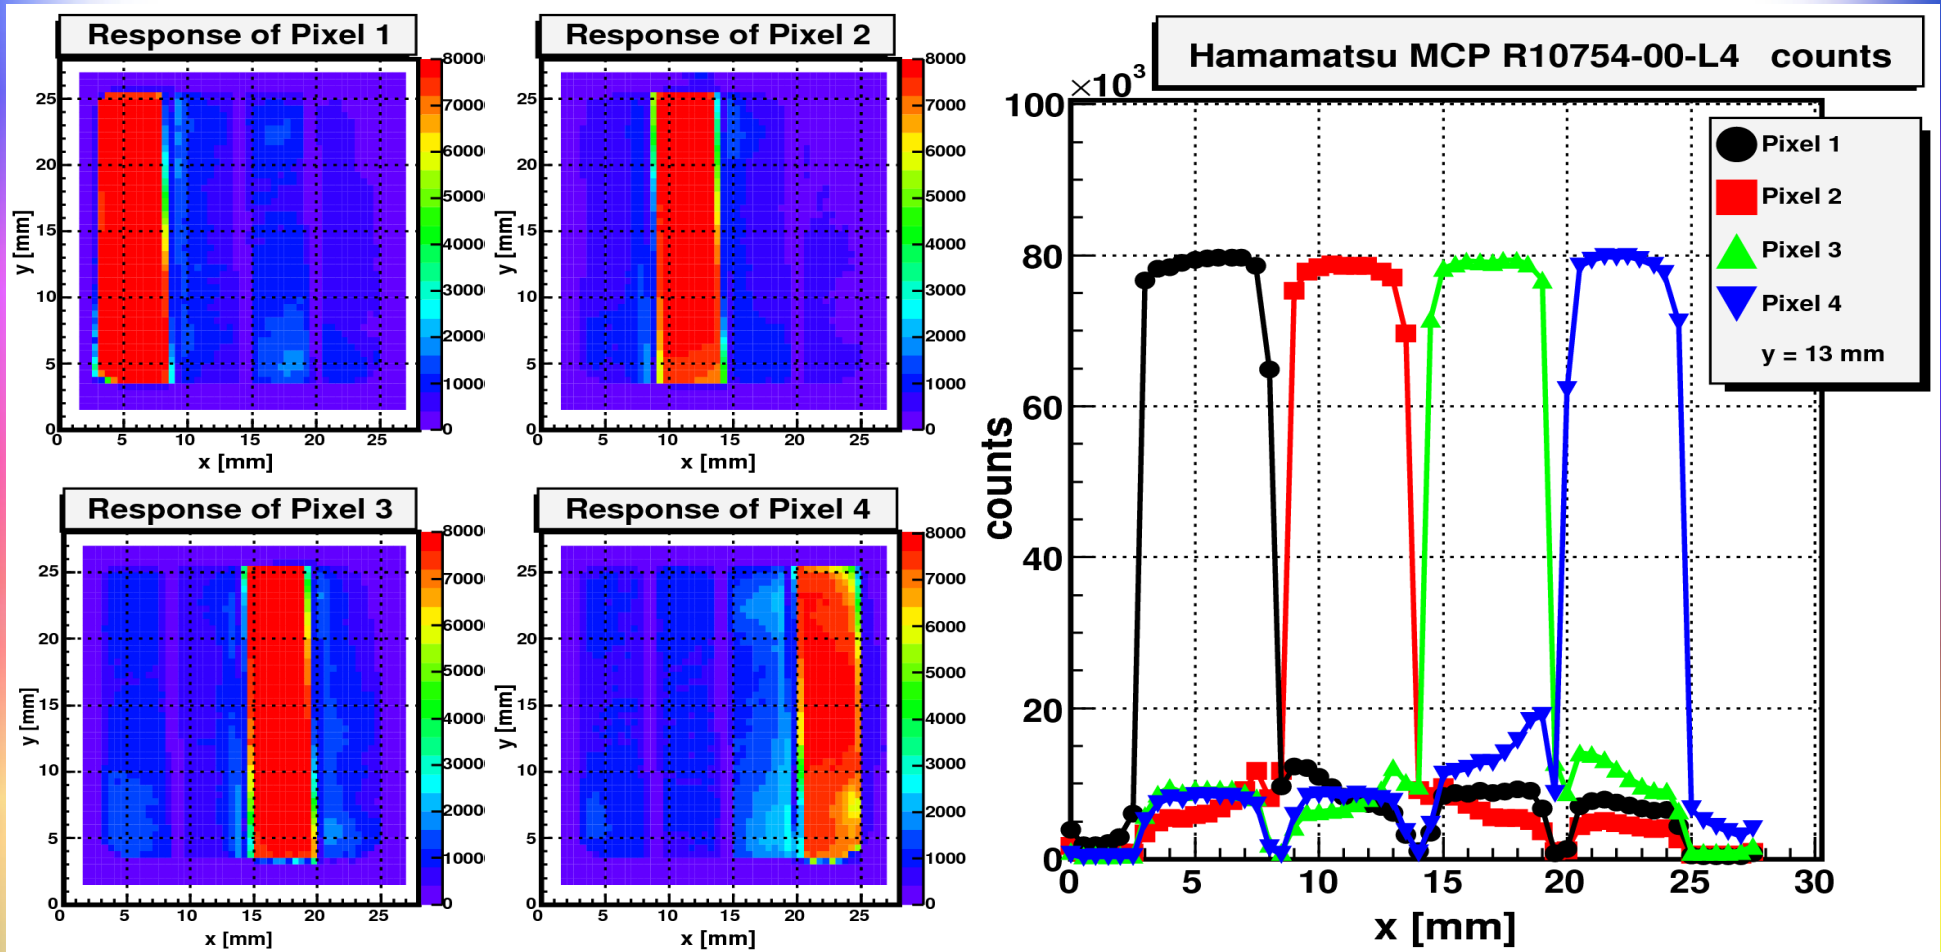 Response of Pixel 1
8000
7000
6000
5000
4000
3000
2000
1000
0
25
20
15
10
5
0
y [mm]
0 5 10 15 20 25
x [mm]
Response of Pixel 2
8000
7000
6000
5000
4000
3000
2000
1000
0
25
20
15
10
5
0
y [mm]
0 5 10 15 20 25
x [mm]
Response of Pixel 3
8000
7000
6000
5000
4000
3000
2000
1000
0
25
20
15
10
5
0
y [mm]
0 5 10 15 20 25
x [mm]
Response of Pixel 4
8000
7000
6000
5000
4000
3000
2000
1000
0
25
20
15
10
5
0
y [mm]
0 5 10 15 20 25
x [mm]
Hamamatsu MCP R10754-00-L4 counts
×10³
100
80
60
40
20
0
counts
Pixel 1
Pixel 2
Pixel 3
Pixel 4
y = 13 mm
0 5 10 15 20 25 30
x [mm]